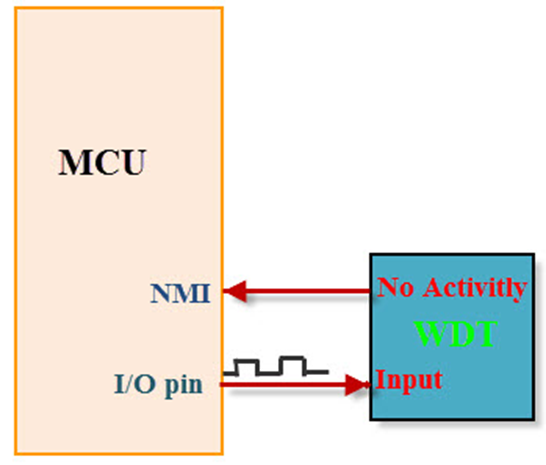 MCU
NMI
No Activitly
WDT
I/O pin
Input